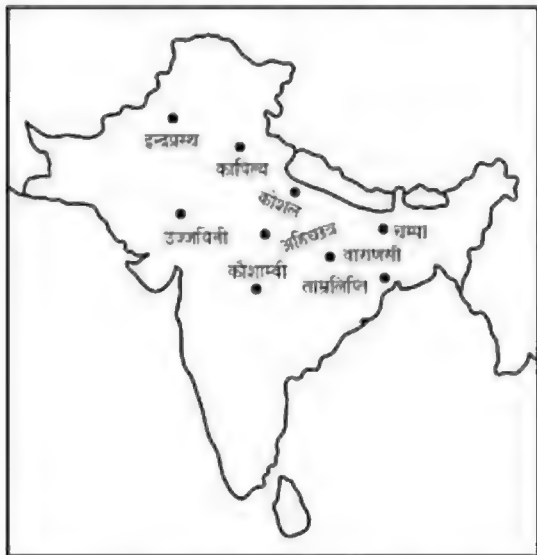 इन्द्रप्रस्थ
कापिल्य
कोशल
उज्जयिनी
अहिच्छत्र
चम्पा
वाराणसी
कौशाम्बी
ताम्रलिप्ति